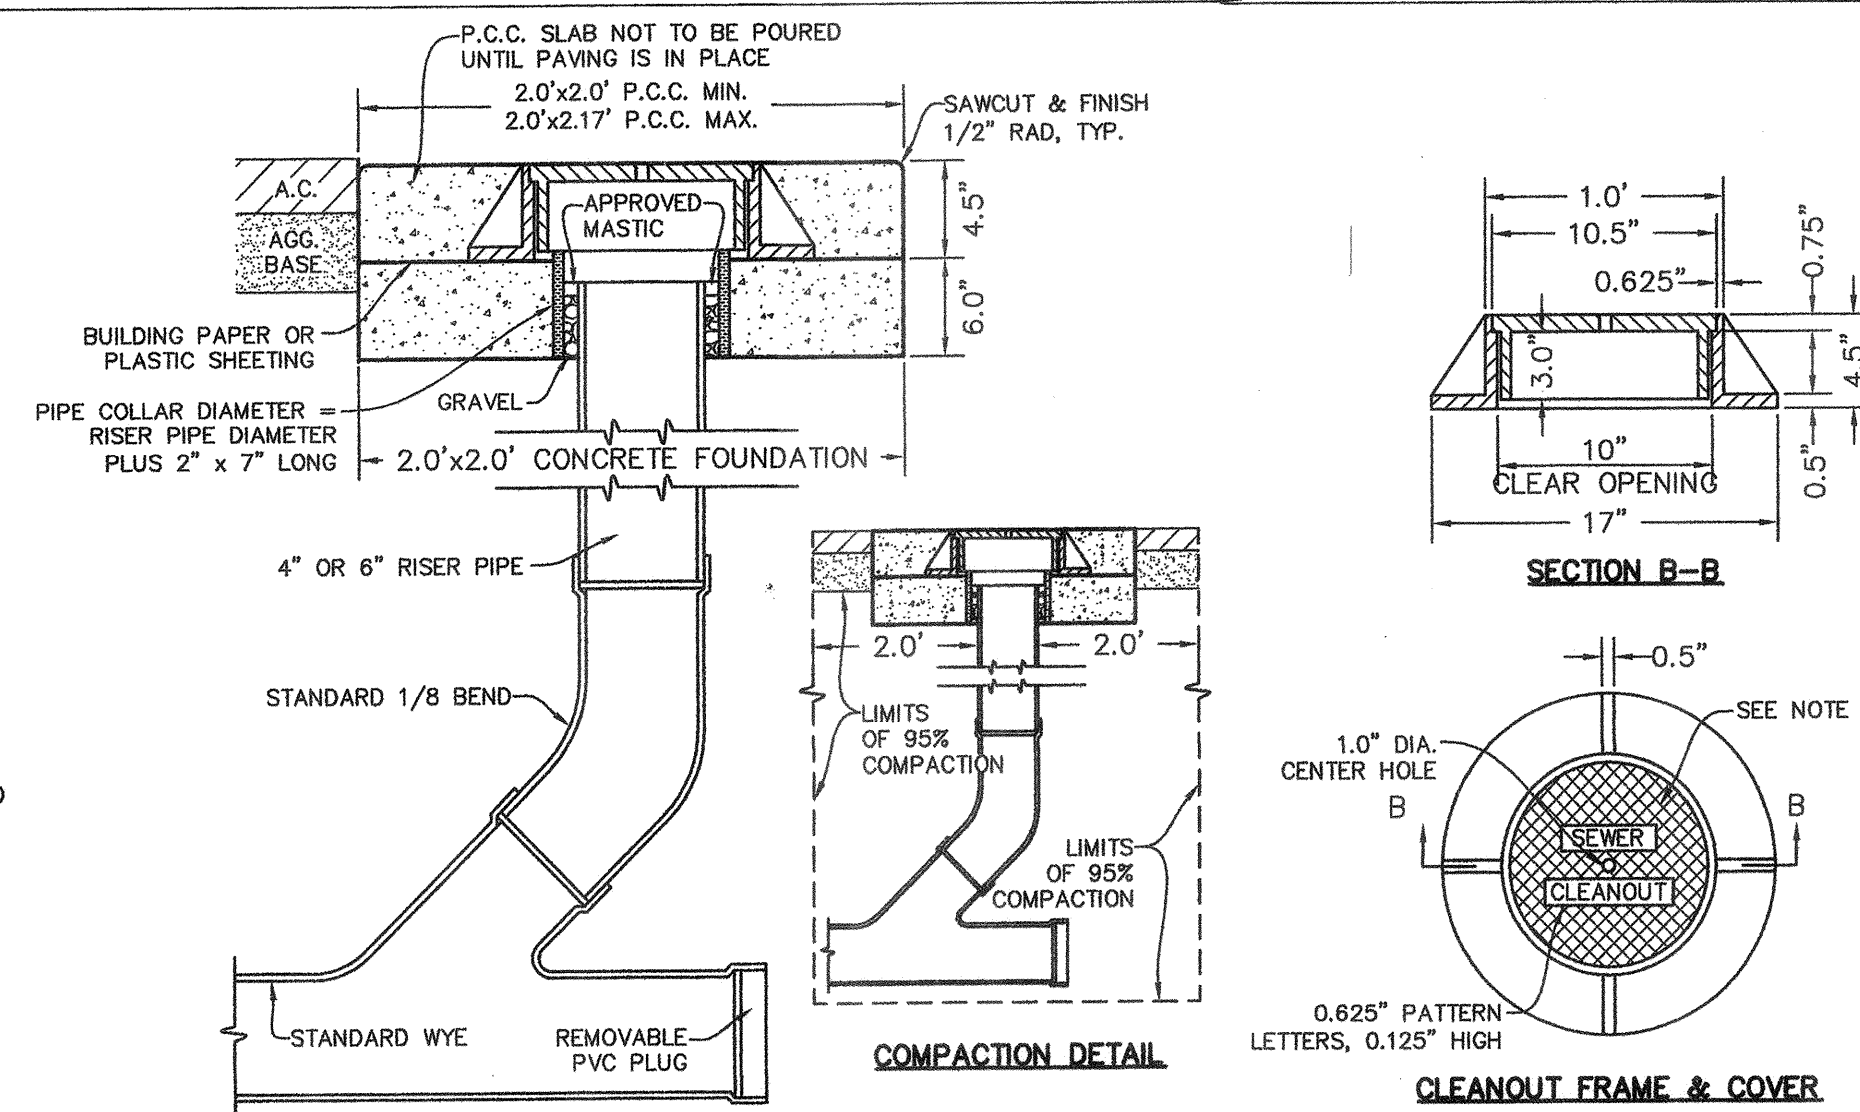 P.C.C. SLAB NOT TO BE POURED
UNTIL PAVING IS IN PLACE
2.0'x2.0' P.C.C. MIN.
2.0'x2.17' P.C.C. MAX.
SAWCUT & FINISH
1/2" RAD, TYP.
A.C.
AGG.
BASE
APPROVED
MASTIC
4.5"
6.0"
BUILDING PAPER OR
PLASTIC SHEETING
PIPE COLLAR DIAMETER =
RISER PIPE DIAMETER
PLUS 2" x 7" LONG
GRAVEL
2.0'x2.0' CONCRETE FOUNDATION
4" OR 6" RISER PIPE
STANDARD 1/8 BEND
STANDARD WYE
REMOVABLE
PVC PLUG
2.0'
2.0'
LIMITS
OF 95%
COMPACTION
LIMITS
OF 95%
COMPACTION
COMPACTION DETAIL
1.0'
10.5"
0.625"
0.75"
3.0"
4.5"
0.5"
10"
CLEAR OPENING
17"
SECTION B-B
0.5"
SEE NOTE
1.0" DIA.
CENTER HOLE
B
B
SEWER
CLEANOUT
0.625" PATTERN
LETTERS, 0.125" HIGH
CLEANOUT FRAME & COVER